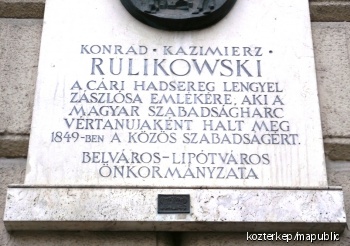 KONRAD · KAZIMIERZ ·
RULIKOWSKI
A CÁRI HADSEREG LENGYEL
ZÁSZLÓSA EMLÉKÉRE, AKI A
MAGYAR SZABADSÁGHARC
VÉRTANUJAKÉNT HALT MEG
1849-BEN A KÖZÖS SZABADSÁGÉRT.
BELVÁROS-LIPÓTVÁROS
ÖNKORMÁNYZATA
kozterkep/mapublic